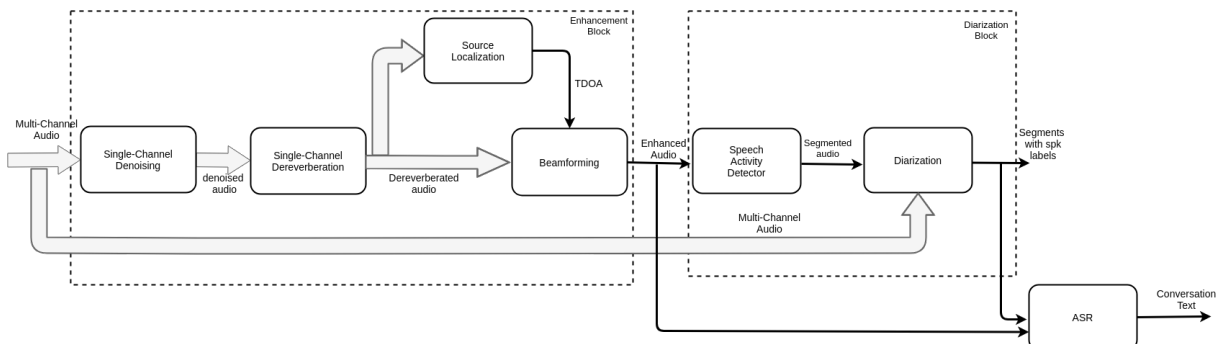 Enhancement
Block
Diarization
Block
Source
Localization
TDOA
Multi-Channel
Audio
Single-Channel
Denoising
denoised
audio
Single-Channel
Dereverberation
Dereverberated
audio
Beamforming
Enhanced
Audio
Speech
Activity
Detector
Segmented
audio
Diarization
Segments
with spk
labels
Multi-Channel
Audio
ASR
Conversation
Text